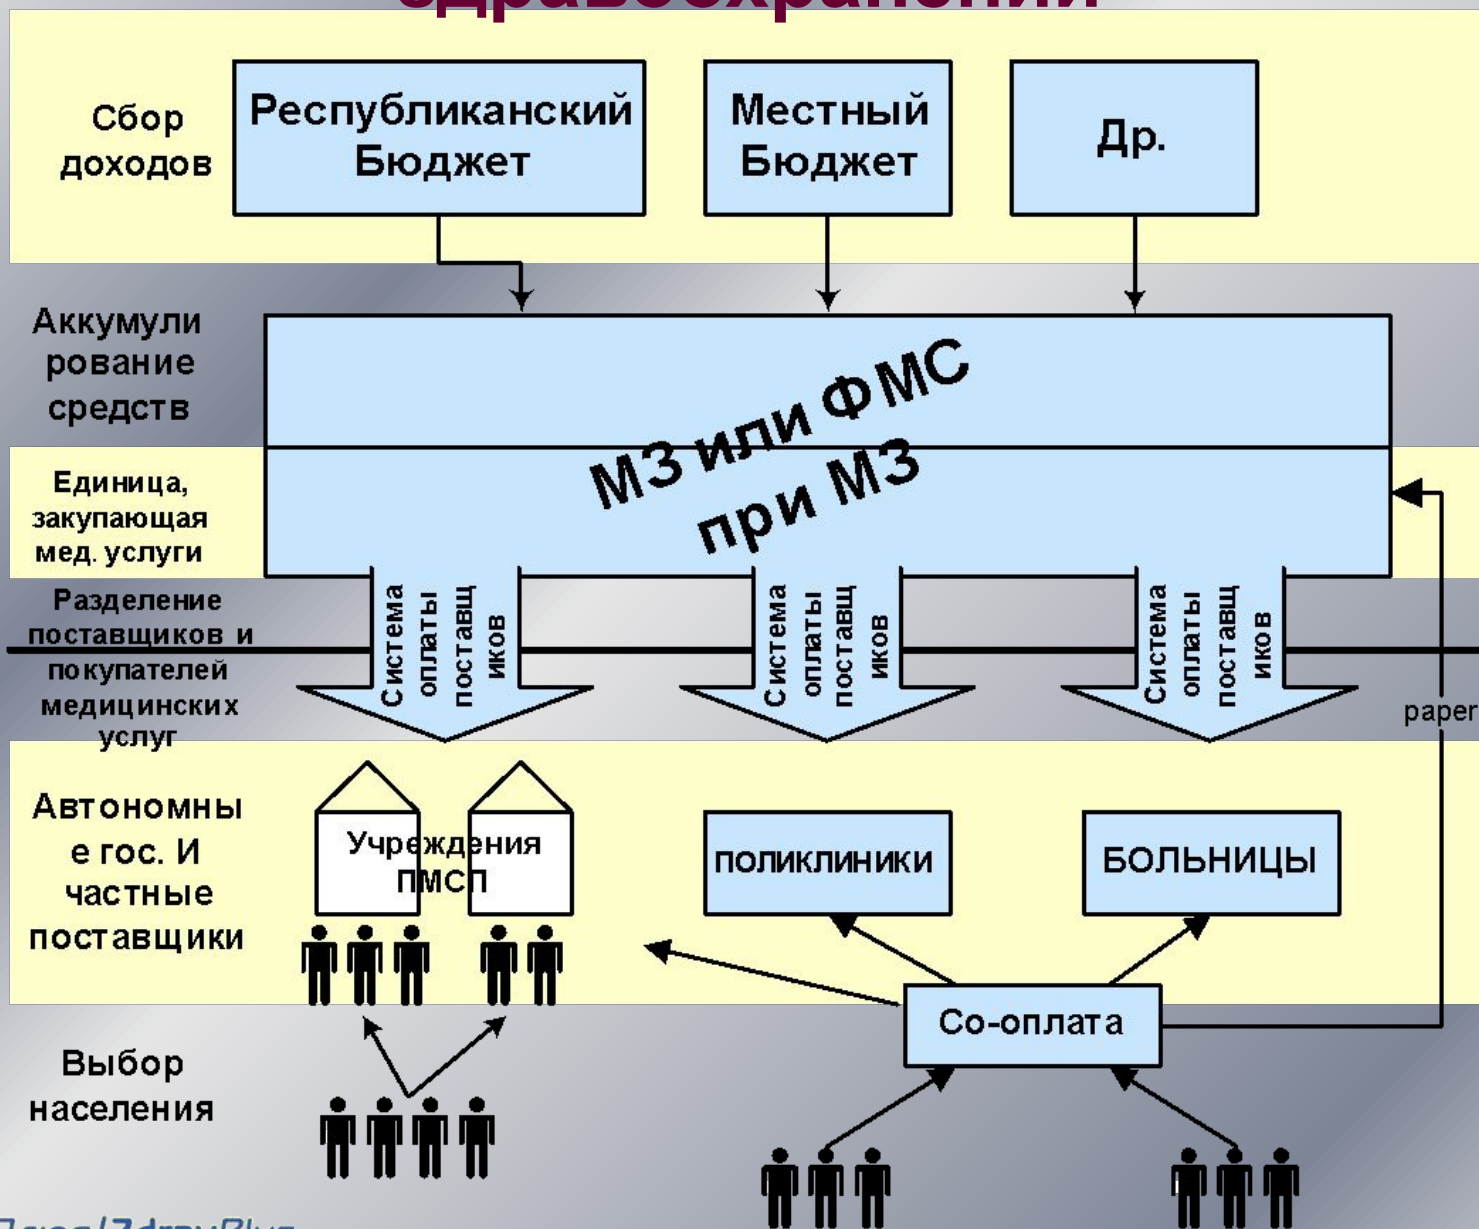 здравоохранении
Сбор
доходов
Республиканский
Бюджет
Местный
Бюджет
Др.
Аккумули
рование
средств
МЗ или ФМС
при МЗ
Единица,
закупающая
мед. услуги
Разделение
поставщиков и
покупателей
медицинских
услуг
Система
оплаты
поставщ
иков
Система
оплаты
поставщ
иков
Система
оплаты
поставщ
иков
paper
Автономны
е гос. И
частные
поставщики
Учреждения
ПМСП
ПОЛИКЛИНИКИ
БОЛЬНИЦЫ
Со-оплата
Выбор
населения
ZdravPlus